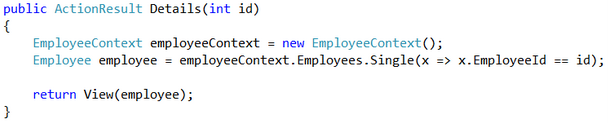 public ActionResult Details(int id)
{
    EmployeeContext employeeContext = new EmployeeContext();
    Employee employee = employeeContext.Employees.Single(x => x.EmployeeId == id);
    return View(employee);
}